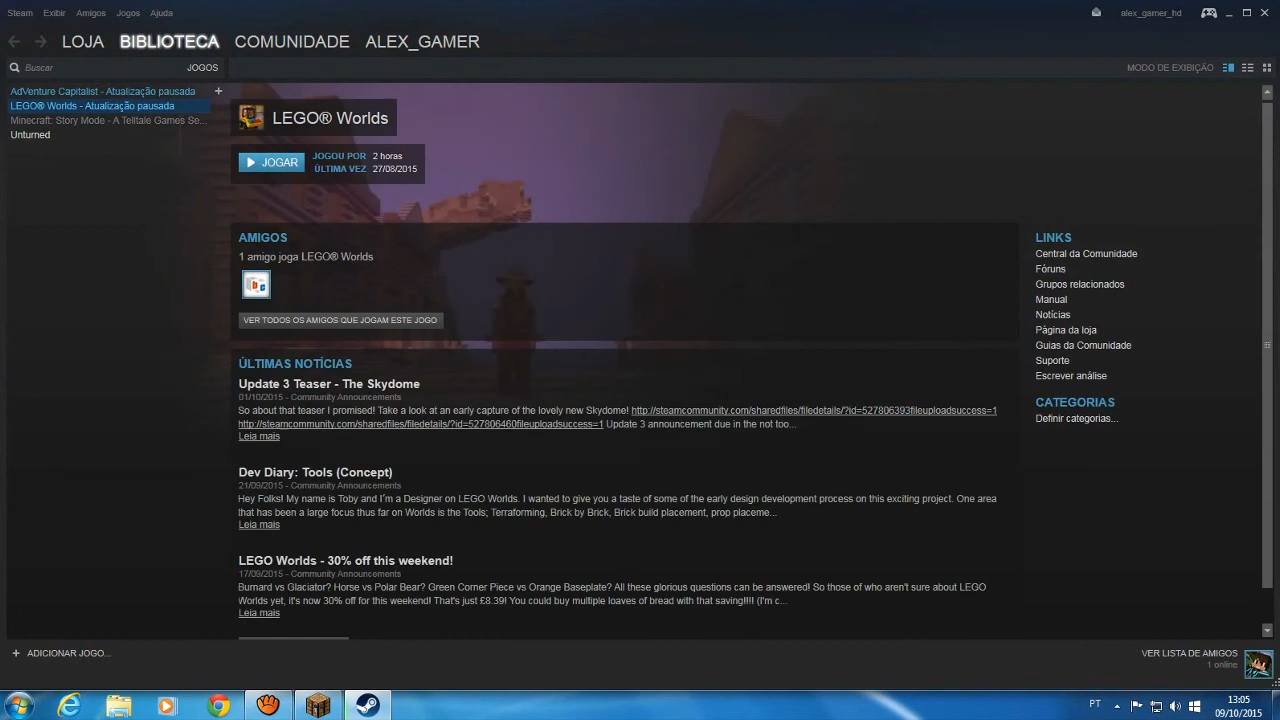 Steam Exibir Amigos Jogos Ajuda
alex_gamer_hd
LOJA BIBLIOTECA COMUNIDADE ALEX_GAMER
Buscar JOGOS
MODO DE EXIBIÇÃO
AdVenture Capitalist - Atualização pausada
LEGO® Worlds - Atualização pausada
Minecraft: Story Mode - A Telltale Games Se...
Unturned
LEGO® Worlds
JOGAR
JOGOU POR 2 horas
ÚLTIMA VEZ 27/08/2015
AMIGOS
1 amigo joga LEGO® Worlds
VER TODOS OS AMIGOS QUE JOGAM ESTE JOGO
ÚLTIMAS NOTÍCIAS
Update 3 Teaser - The Skydome
01/10/2015 - Community Announcements
So about that teaser I promised! Take a look at an early capture of the lovely new Skydome! http://steamcommunity.com/sharedfiles/filedetails/?id=527806393fileuploadsuccess=1
http://steamcommunity.com/sharedfiles/filedetails/?id=527806460fileuploadsuccess=1 Update 3 announcement due in the not too...
Leia mais
Dev Diary: Tools (Concept)
21/09/2015 - Community Announcements
Hey Folks! My name is Toby and I'm a Designer on LEGO Worlds. I wanted to give you a taste of some of the early design development process on this exciting project. One area
that has been a large focus thus far on Worlds is the Tools; Terraforming, Brick by Brick, Brick build placement, prop placeme...
Leia mais
LEGO Worlds - 30% off this weekend!
17/09/2015 - Community Announcements
Burnard vs Glaciator? Horse vs Polar Bear? Green Corner Piece vs Orange Baseplate? All these glorious questions can be answered! So those of who aren't sure about LEGO
Worlds yet, it's now 30% off for this weekend! That's just £8.39! You could buy multiple loaves of bread with that saving!!!! (I'm c...
Leia mais
LINKS
Central da Comunidade
Fóruns
Grupos relacionados
Manual
Notícias
Página da loja
Guias da Comunidade
Suporte
Escrever análise
CATEGORIAS
Definir categorias...
ADICIONAR JOGO...
VER LISTA DE AMIGOS
1 online
PT
13:05
09/10/2015